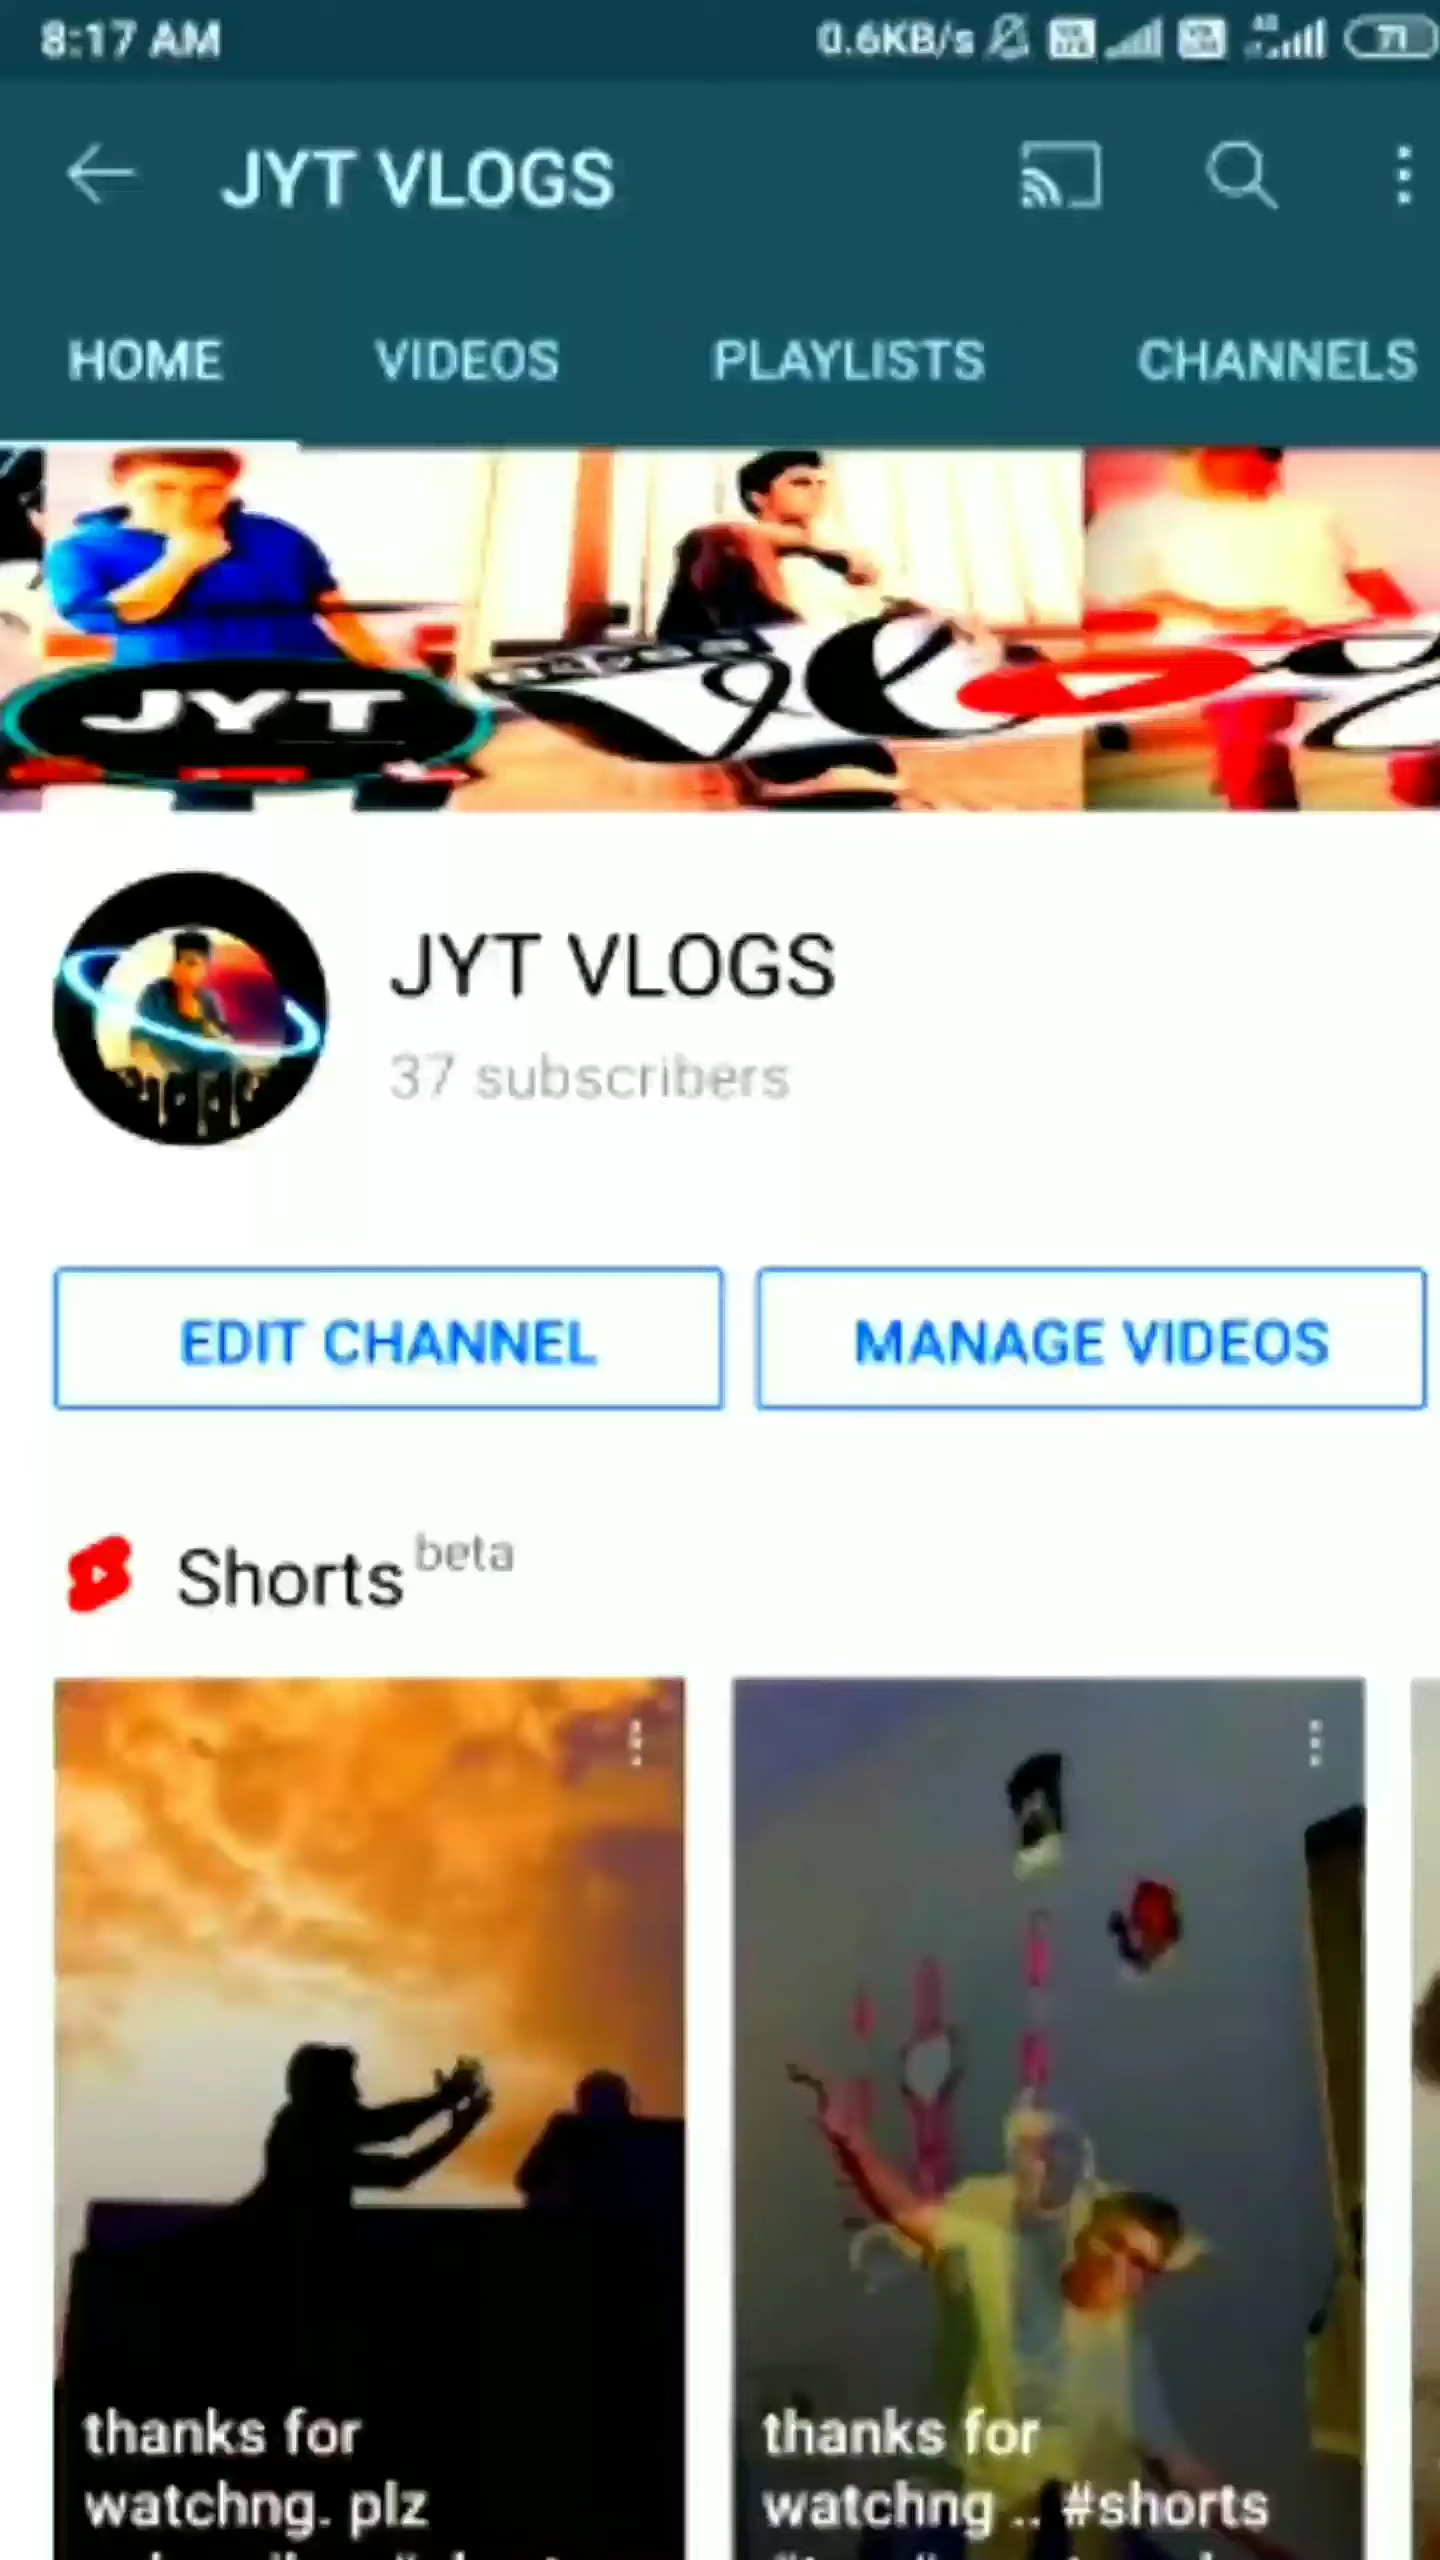 8:17 AM 0.6KB/s 71
JYT VLOGS
HOME VIDEOS PLAYLISTS CHANNELS
JYT
JYT VLOGS
37 subscribers
EDIT CHANNEL MANAGE VIDEOS
Shorts beta
thanks for
watchng. plz
thanks for
watchng .. #shorts